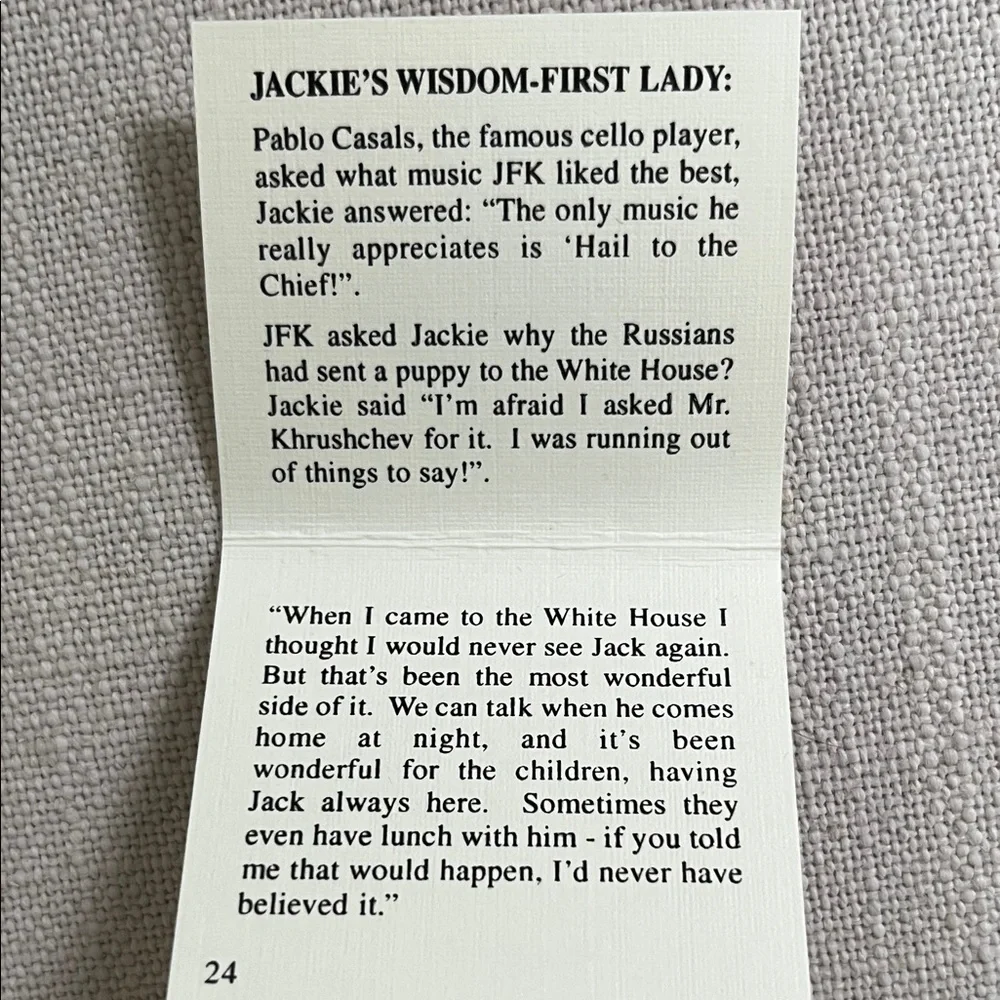 JACKIE'S WISDOM-FIRST LADY:
Pablo Casals, the famous cello player,
asked what music JFK liked the best,
Jackie answered: “The only music he
really appreciates is ‘Hail to the
Chief!”.
JFK asked Jackie why the Russians
had sent a puppy to the White House?
Jackie said “I'm afraid I asked Mr.
Khrushchev for it. I was running out
of things to say!”.
“When I came to the White House I
thought I would never see Jack again.
But that's been the most wonderful
side of it. We can talk when he comes
home at night, and it's been
wonderful for the children, having
Jack always here. Sometimes they
even have lunch with him - if you told
me that would happen, I'd never have
believed it.”
24